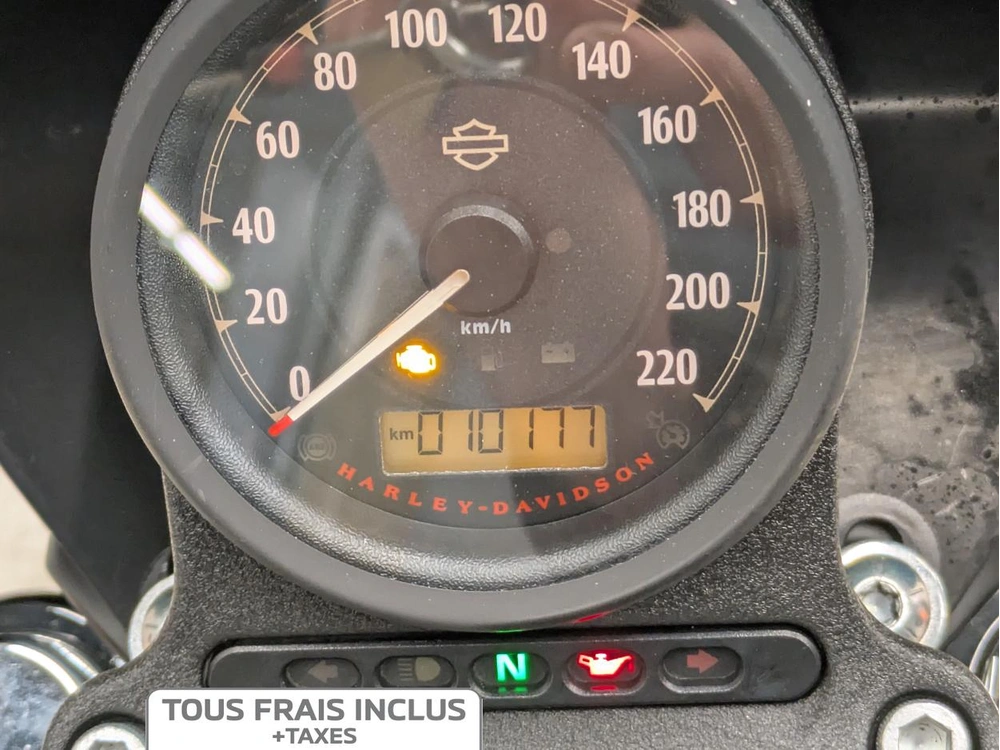 0
20
40
60
80
100
120
140
160
180
200
220
km/h
km 010177
HARLEY-DAVIDSON
N
TOUS FRAIS INCLUS
+TAXES